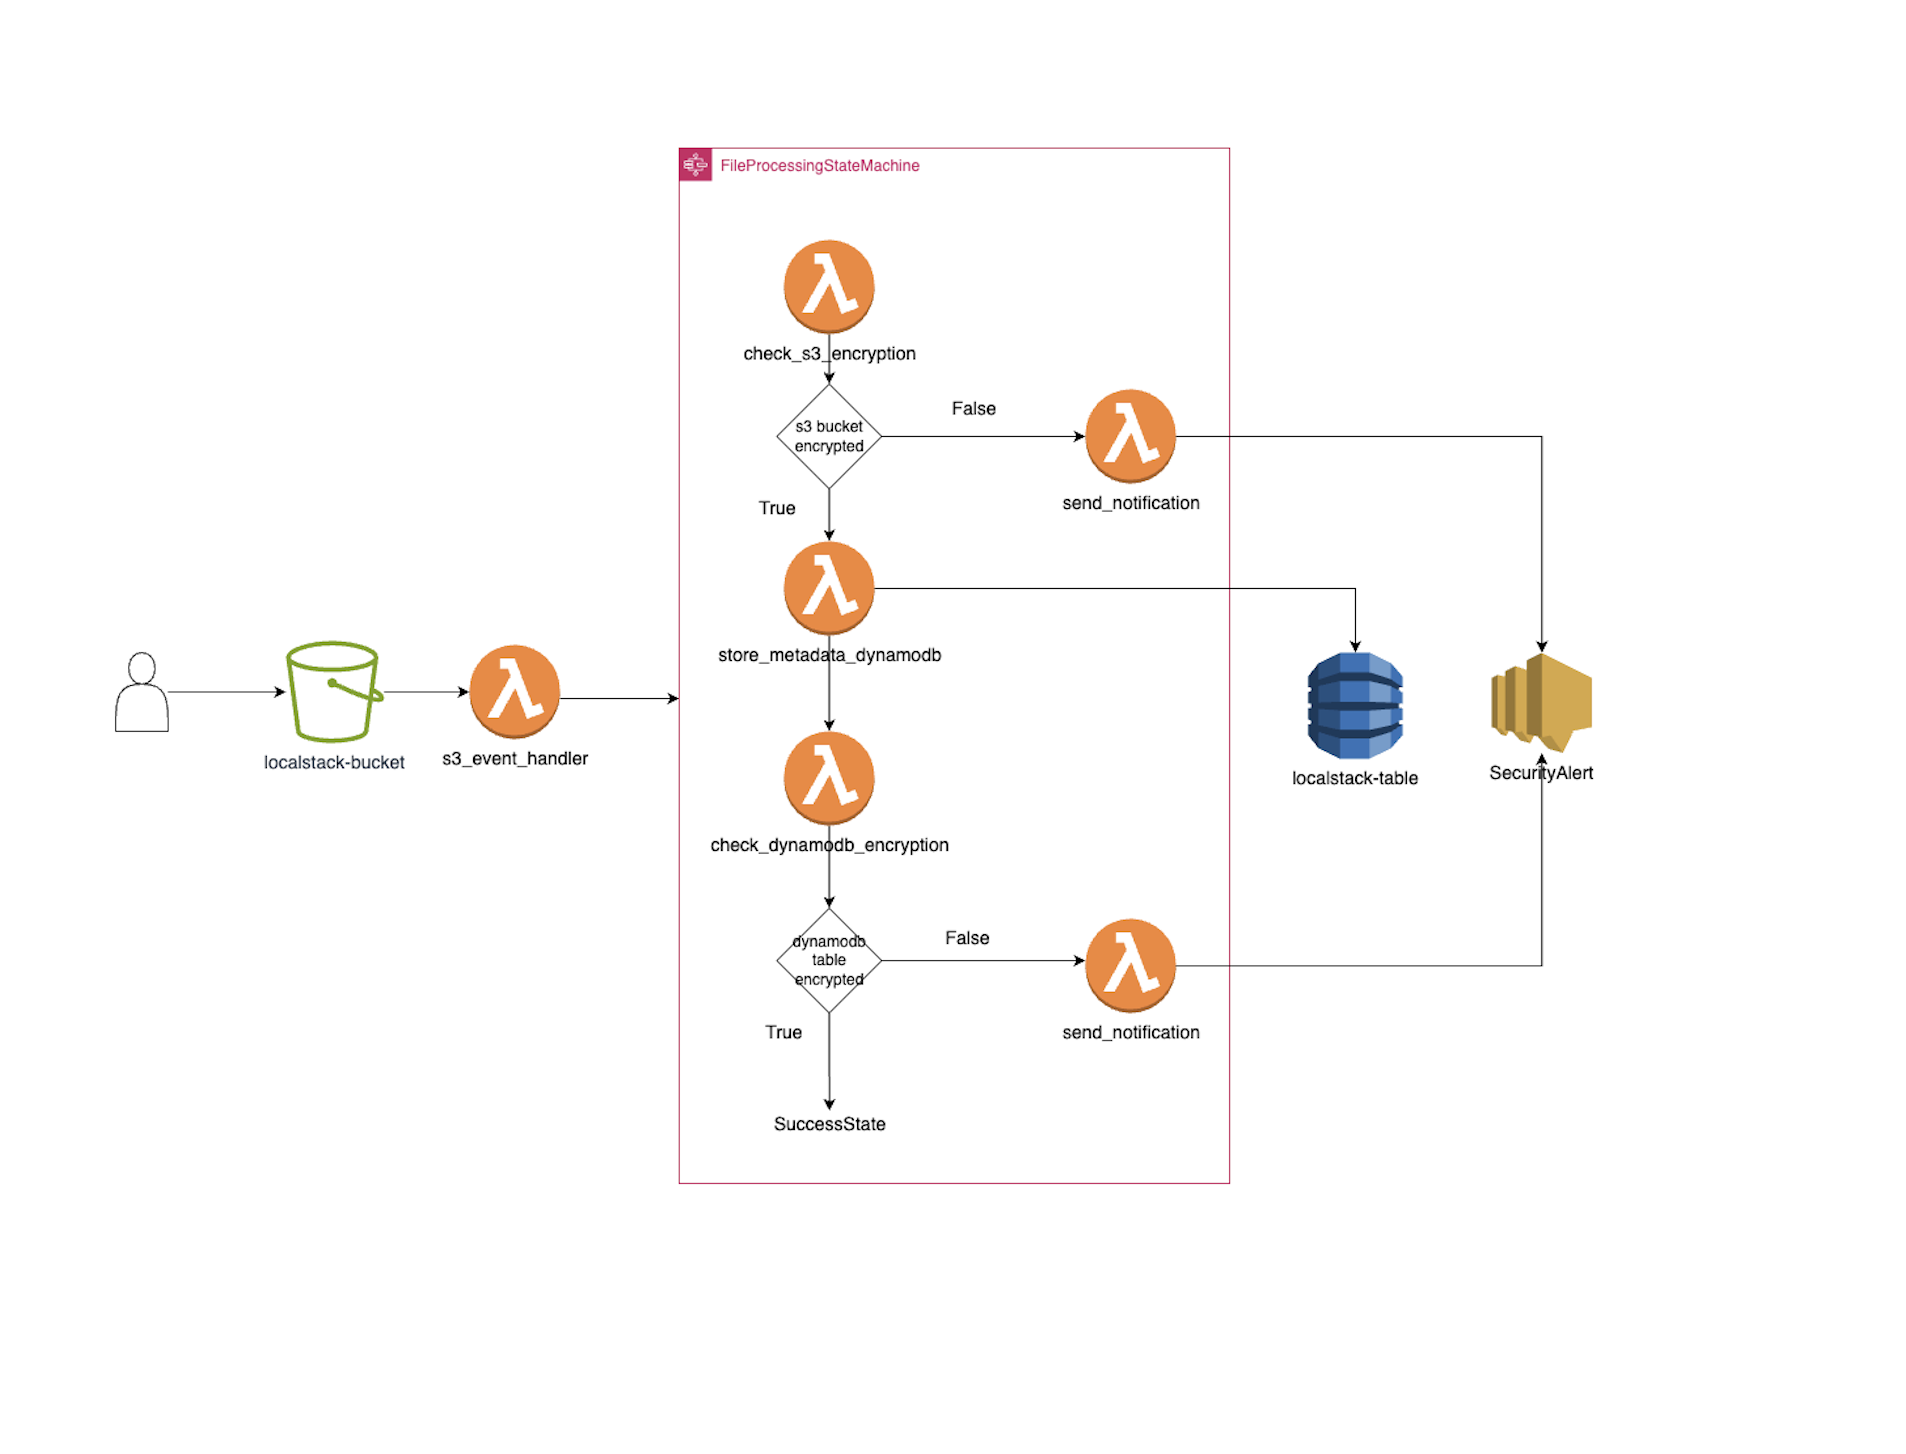 FileProcessingStateMachine
check_s3_encryption
s3 bucket
encrypted
False
send_notification
True
store_metadata_dynamodb
localstack-bucket
s3_event_handler
localstack-table
SecurityAlert
check_dynamodb_encryption
dynamodb
table
encrypted
False
send_notification
True
SuccessState